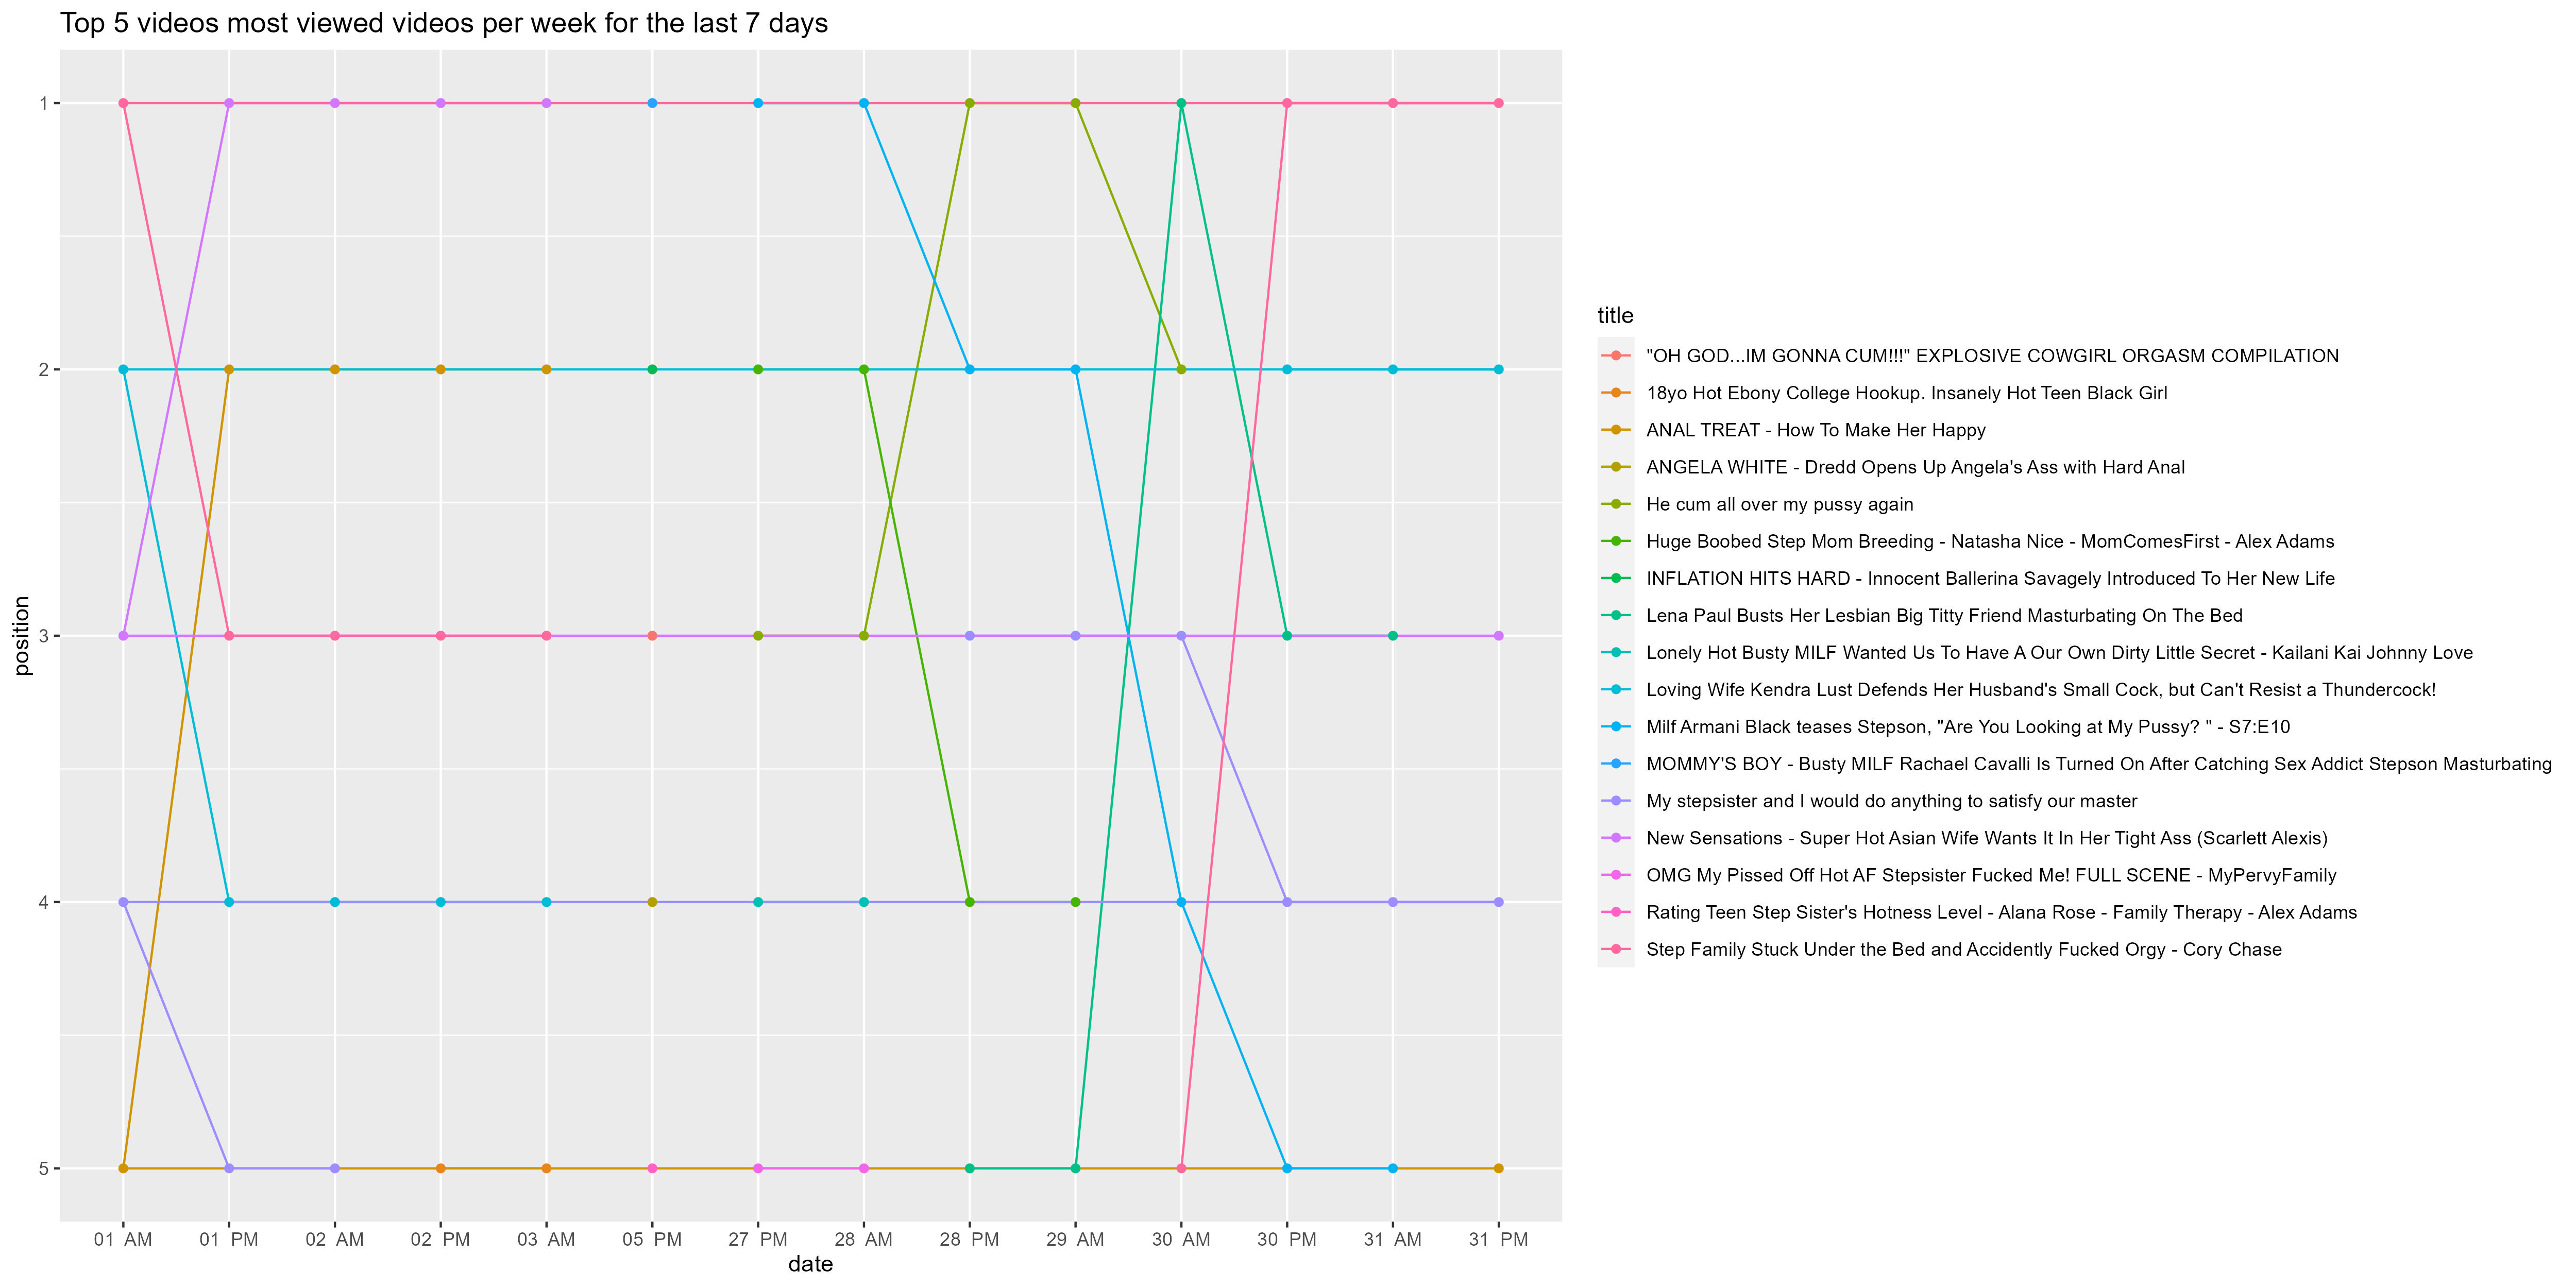 Top 5 videos most viewed videos per week for the last 7 days
1
2
3
4
5
position
01 AM
01 PM
02 AM
02 PM
03 AM
05 PM
27 PM
28 AM
28 PM
29 AM
30 AM
30 PM
31 AM
31 PM
date
title
"OH GOD...IM GONNA CUM!!!" EXPLOSIVE COWGIRL ORGASM COMPILATION
18yo Hot Ebony College Hookup. Insanely Hot Teen Black Girl
ANAL TREAT - How To Make Her Happy
ANGELA WHITE - Dredd Opens Up Angela's Ass with Hard Anal
He cum all over my pussy again
Huge Boobed Step Mom Breeding - Natasha Nice - MomComesFirst - Alex Adams
INFLATION HITS HARD - Innocent Ballerina Savagely Introduced To Her New Life
Lena Paul Busts Her Lesbian Big Titty Friend Masturbating On The Bed
Lonely Hot Busty MILF Wanted Us To Have A Our Own Dirty Little Secret - Kailani Kai Johnny Love
Loving Wife Kendra Lust Defends Her Husband's Small Cock, but Can't Resist a Thundercock!
Milf Armani Black teases Stepson, "Are You Looking at My Pussy? " - S7:E10
MOMMY'S BOY - Busty MILF Rachael Cavalli Is Turned On After Catching Sex Addict Stepson Masturbating
My stepsister and I would do anything to satisfy our master
New Sensations - Super Hot Asian Wife Wants It In Her Tight Ass (Scarlett Alexis)
OMG My Pissed Off Hot AF Stepsister Fucked Me! FULL SCENE - MyPervyFamily
Rating Teen Step Sister's Hotness Level - Alana Rose - Family Therapy - Alex Adams
Step Family Stuck Under the Bed and Accidently Fucked Orgy - Cory Chase